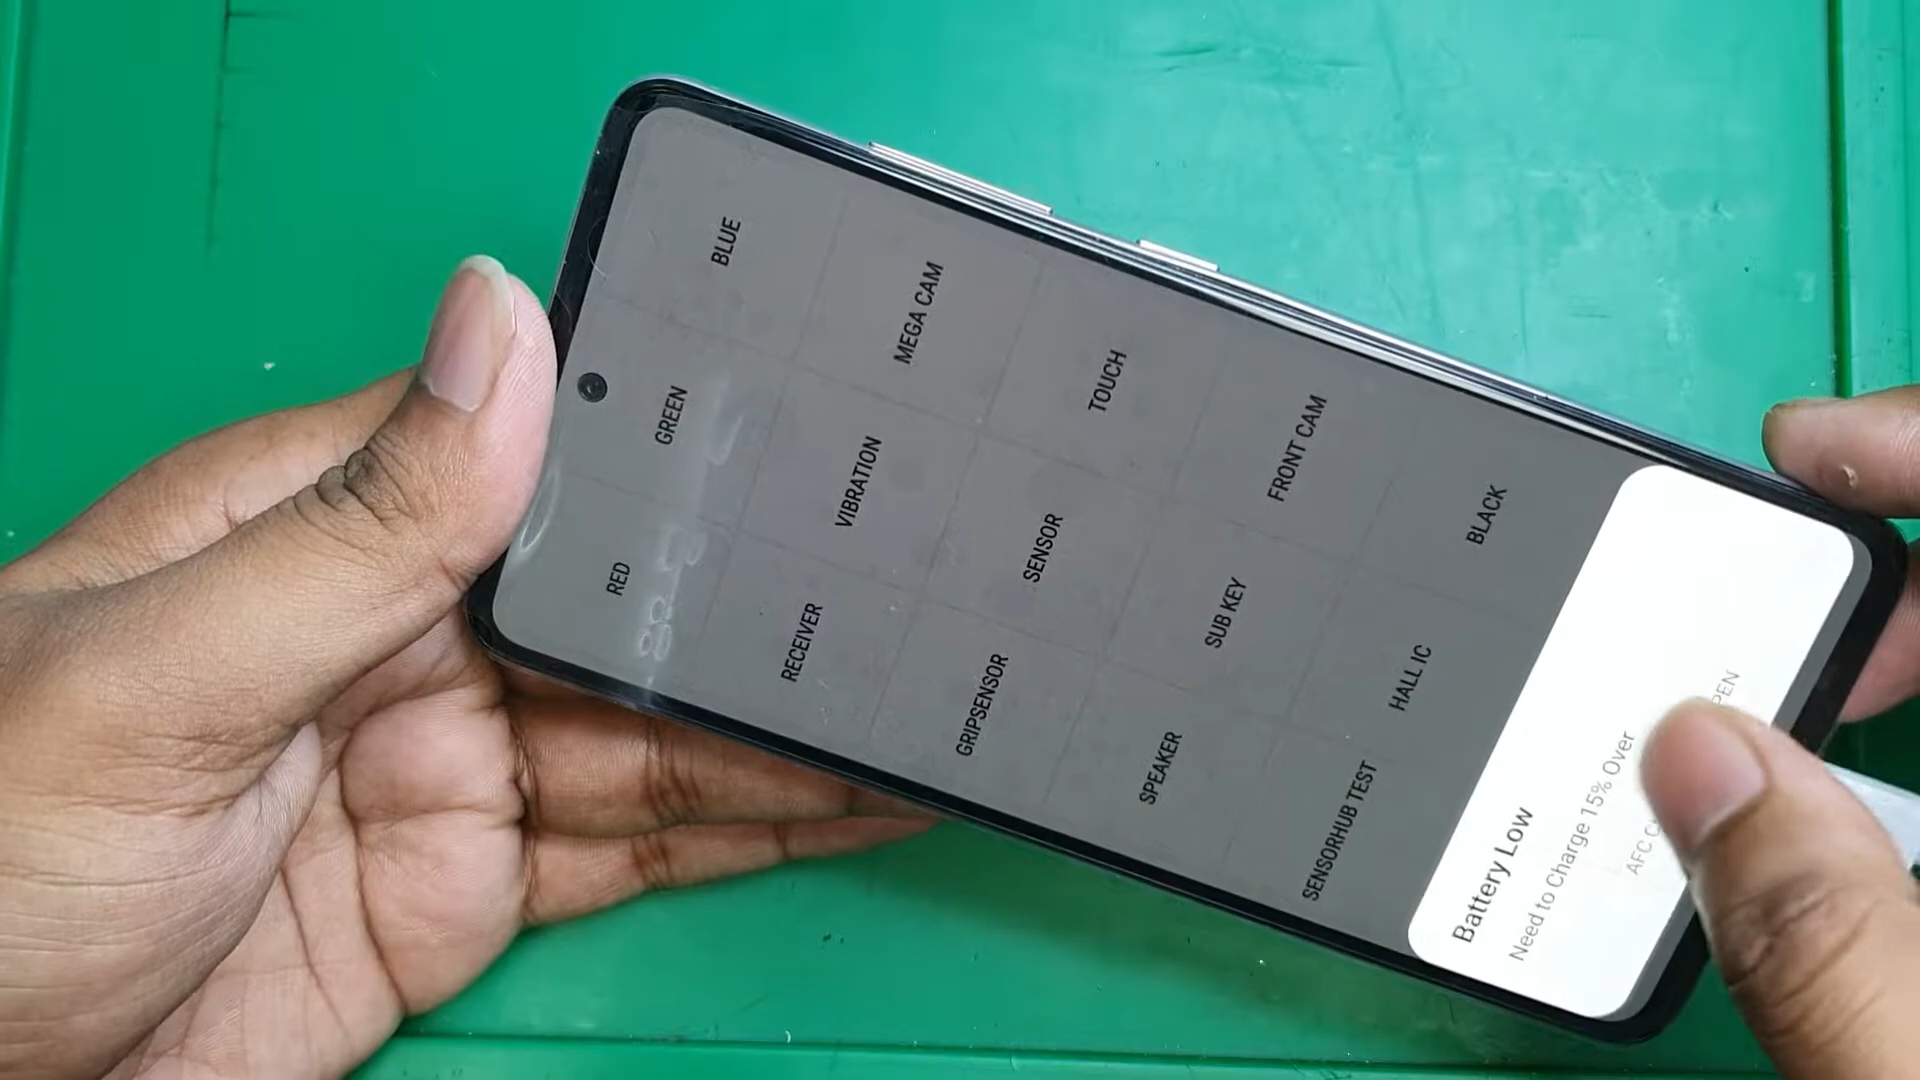 RED
GREEN
BLUE
RECEIVER
VIBRATION
MEGA CAM
GRIPSENSOR
SENSOR
TOUCH
SPEAKER
SUB KEY
FRONT CAM
SENSORHUB TEST
HALL IC
BLACK
Battery Low
Need to Charge 15% Over
AFC